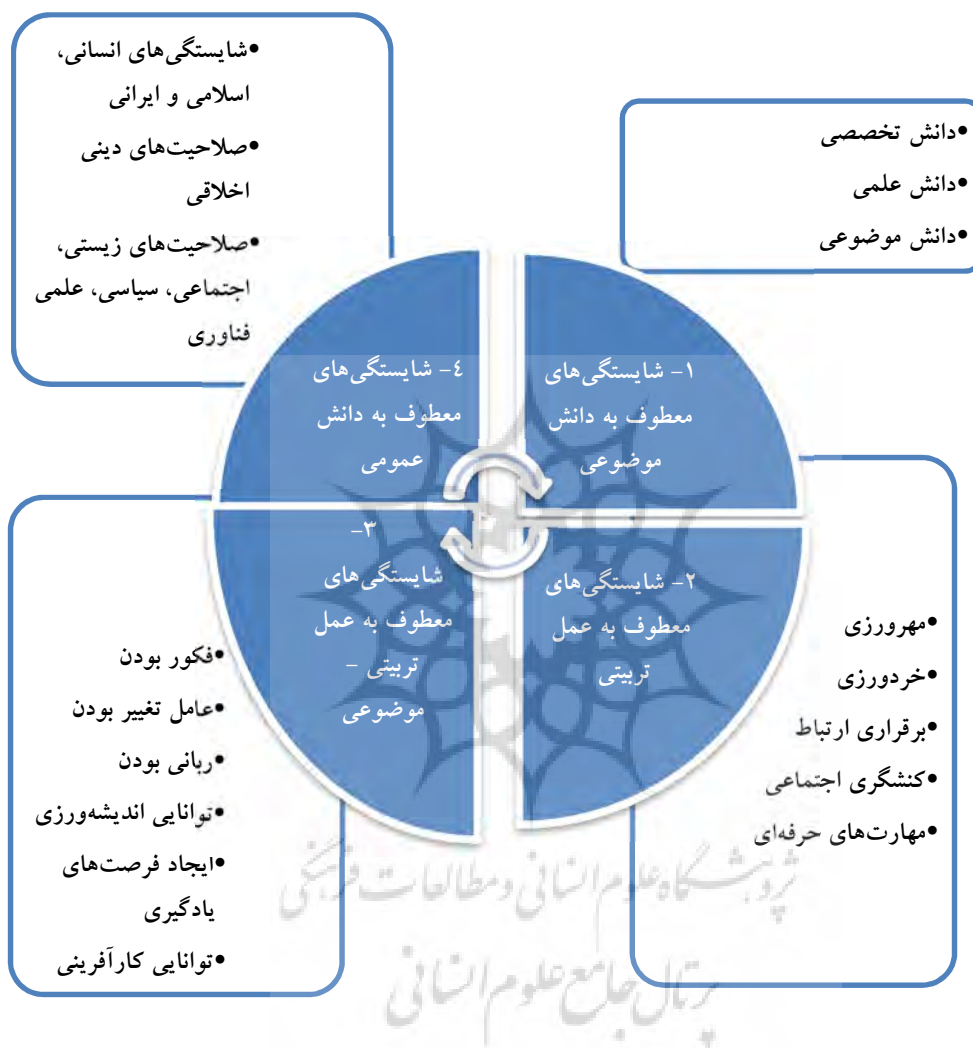 •دانش تخصصی
•دانش علمی
•دانش موضوعی
•شایستگی‌های انسانی،
اسلامی و ایرانی
•صلاحیت‌های دینی
اخلاقی
•صلاحیت‌های زیستی،
اجتماعی، سیاسی، علمی
فناوری
۱- شایستگی‌های
معطوف به دانش
موضوعی
۲- شایستگی‌های
معطوف به عمل
تربیتی
۳-
شایستگی‌های
معطوف به عمل
تربیتی -
موضوعی
٤- شایستگی‌های
معطوف به دانش
عمومی
•مهرورزی
•خردورزی
•برقراری ارتباط
•کنشگری اجتماعی
•مهارت‌های حرفه‌ای
•فکور بودن
•عامل تغییر بودن
•ربانی بودن
•توانایی اندیشه‌ورزی
•ایجاد فرصت‌های
یادگیری
•توانایی کارآفرینی
پژوهشگاه علوم انسانی و مطالعات فرهنگی
پرتال جامع علوم انسانی